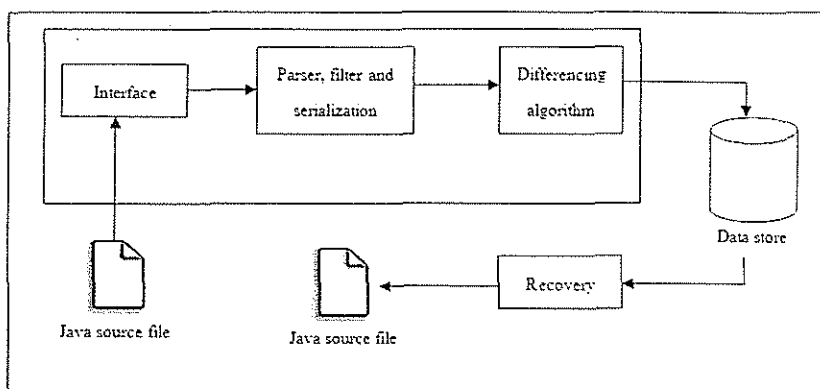 Interface
Parser, filter and
serialization
Differencing
algorithm
Data store
Recovery
Java source file
Java source file